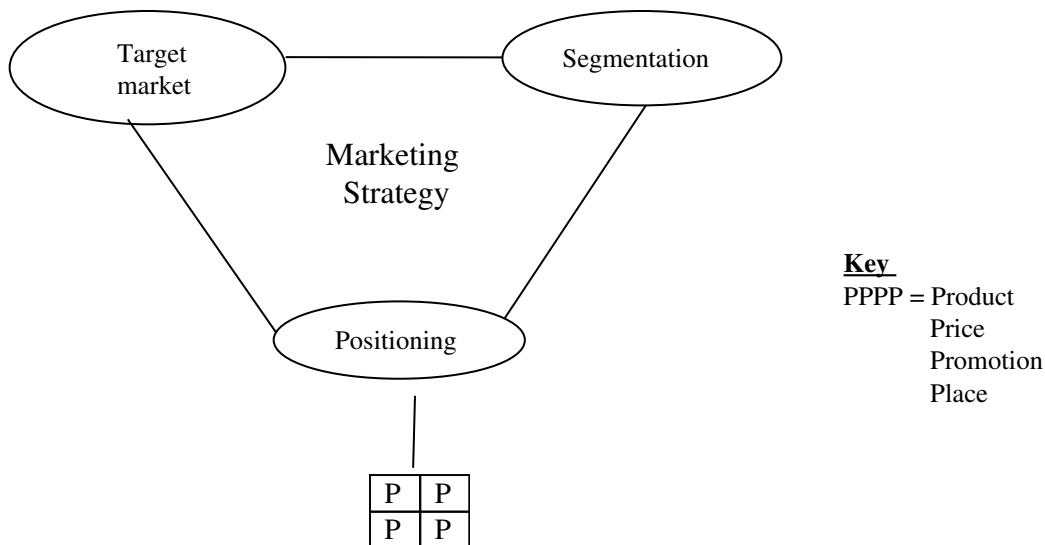 Target
market
Segmentation
Marketing
Strategy
Positioning
P P
P P
Key
PPPP = Product
Price
Promotion
Place